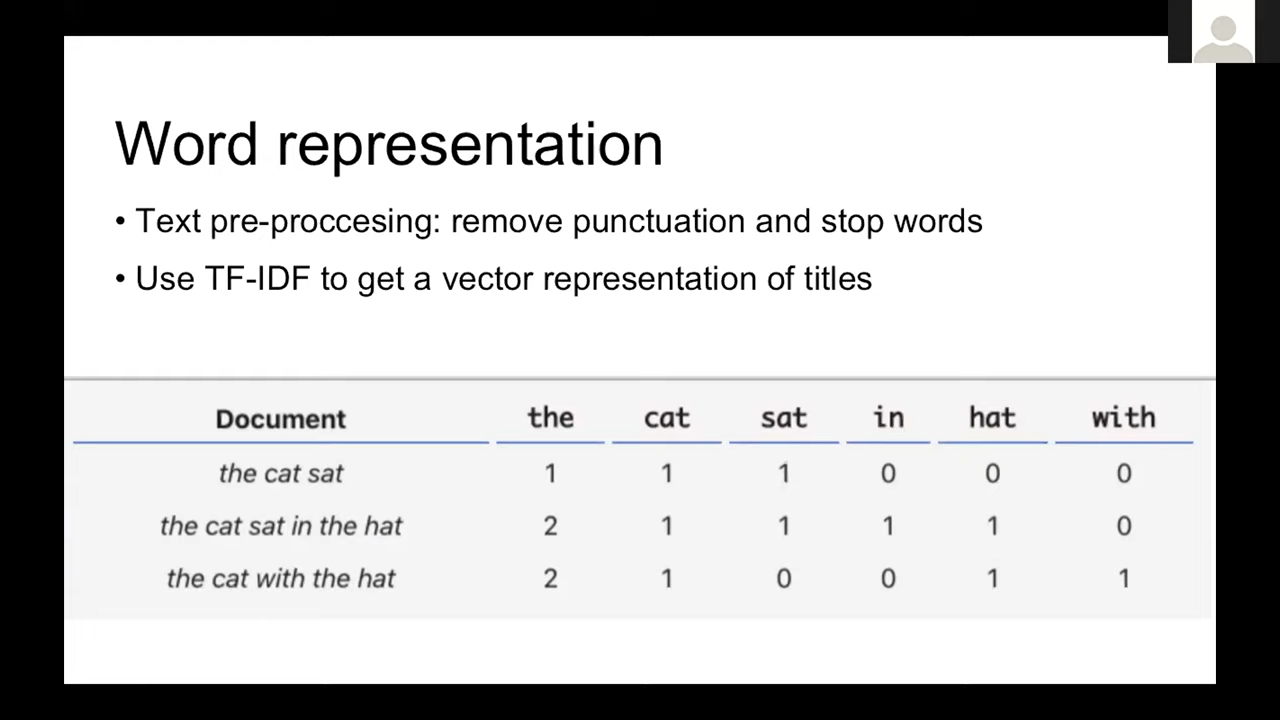 Word representation
• Text pre-proccesing: remove punctuation and stop words
• Use TF-IDF to get a vector representation of titles
Document the cat sat in hat with
the cat sat 1 1 1 0 0 0
the cat sat in the hat 2 1 1 1 1 0
the cat with the hat 2 1 0 0 1 1